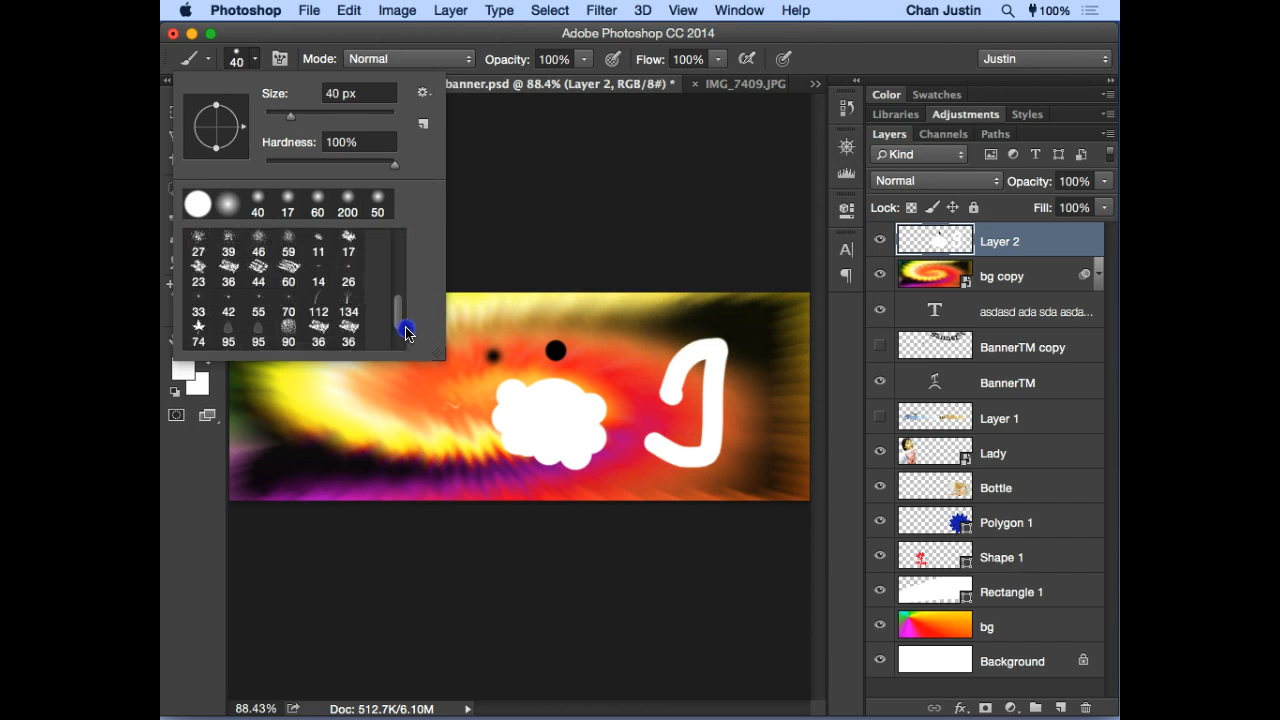 Photoshop File Edit Image Layer Type Select Filter 3D View Window Help Chan Justin 100%
Adobe Photoshop CC 2014
40 Mode: Normal Opacity: 100% Flow: 100% Justin
banner.psd @ 88.4% (Layer 2, RGB/8#) * × IMG_7409.JPG >>
Size: 40 px
Hardness: 100%
40 17 60 200 50
27 39 46 59 11 17
23 36 44 60 14 26
33 42 55 70 112 134
74 95 95 90 36 36
Color Swatches
Libraries Adjustments Styles
Layers Channels Paths
Kind T
Normal Opacity: 100%
Lock: Fill: 100%
A
Layer 2
bg copy
T asdasd ada sda asda...
BannerTM copy
BannerTM
Layer 1
Lady
Bottle
Polygon 1
Shape 1
Rectangle 1
bg
Background
88.43% Doc: 512.7K/6.10M
fx